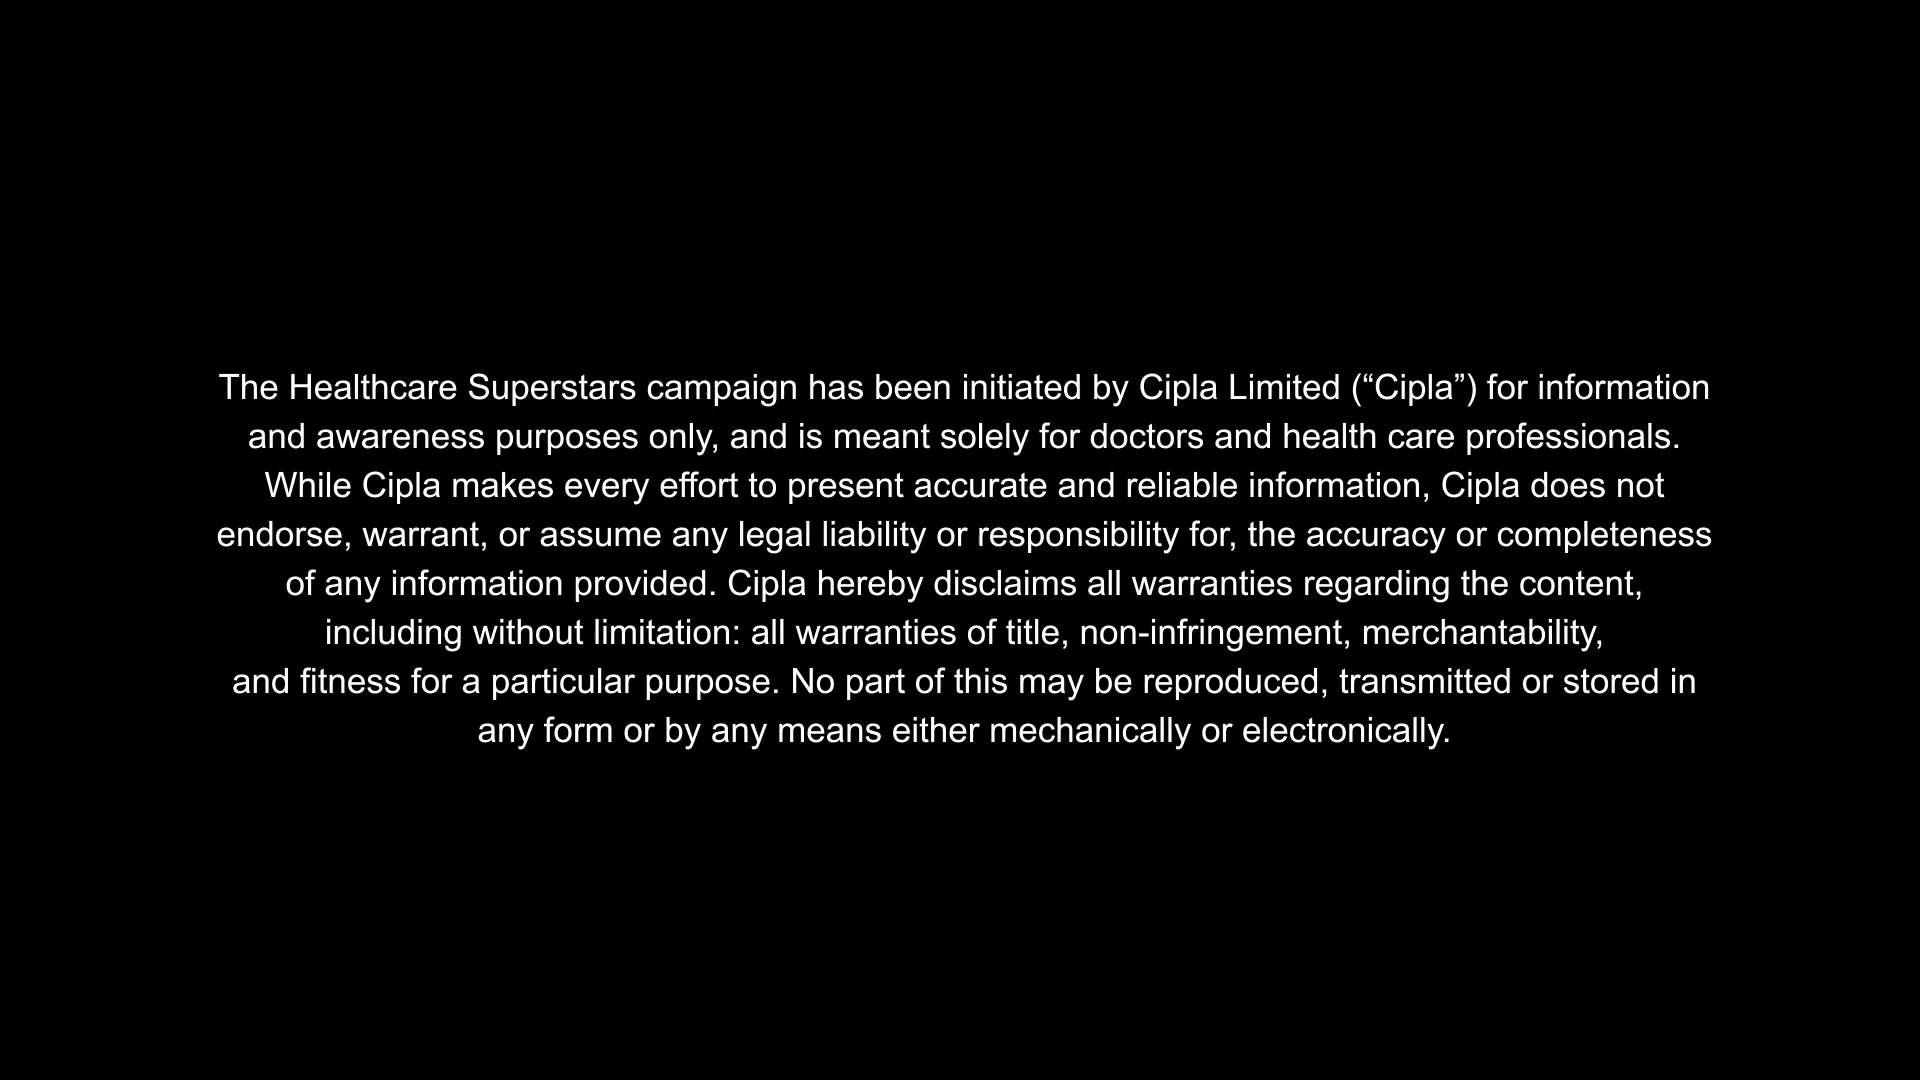 The Healthcare Superstars campaign has been initiated by Cipla Limited (“Cipla”) for information
and awareness purposes only, and is meant solely for doctors and health care professionals.
While Cipla makes every effort to present accurate and reliable information, Cipla does not
endorse, warrant, or assume any legal liability or responsibility for, the accuracy or completeness
of any information provided. Cipla hereby disclaims all warranties regarding the content,
including without limitation: all warranties of title, non-infringement, merchantability,
and fitness for a particular purpose. No part of this may be reproduced, transmitted or stored in
any form or by any means either mechanically or electronically.